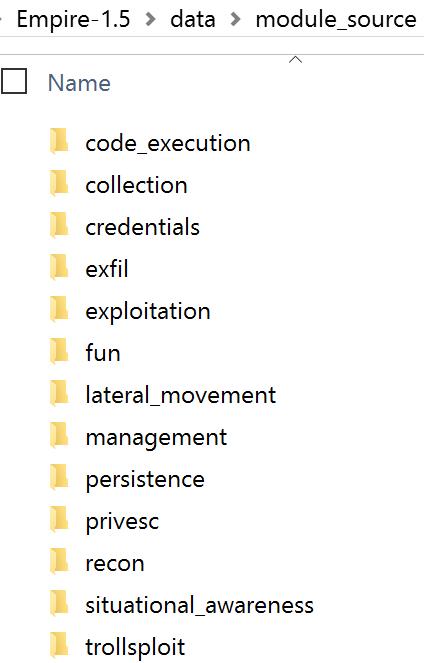 Empire-1.5 > data > module_source
Name
code_execution
collection
credentials
exfil
exploitation
fun
lateral_movement
management
persistence
privesc
recon
situational_awareness
trollsploit